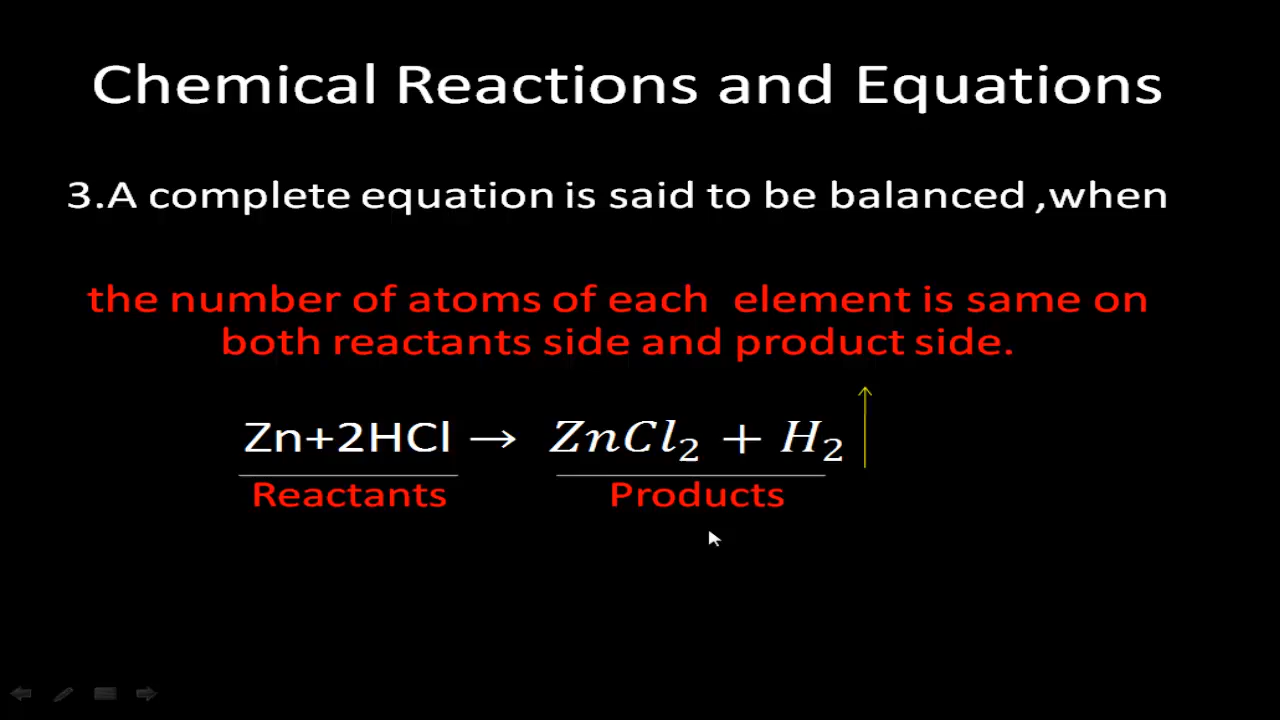 Chemical Reactions and Equations
3.A complete equation is said to be balanced ,when
the number of atoms of each element is same on
both reactants side and product side.
Zn+2HCl → ZnCl₂ + H₂ ↑
Reactants Products